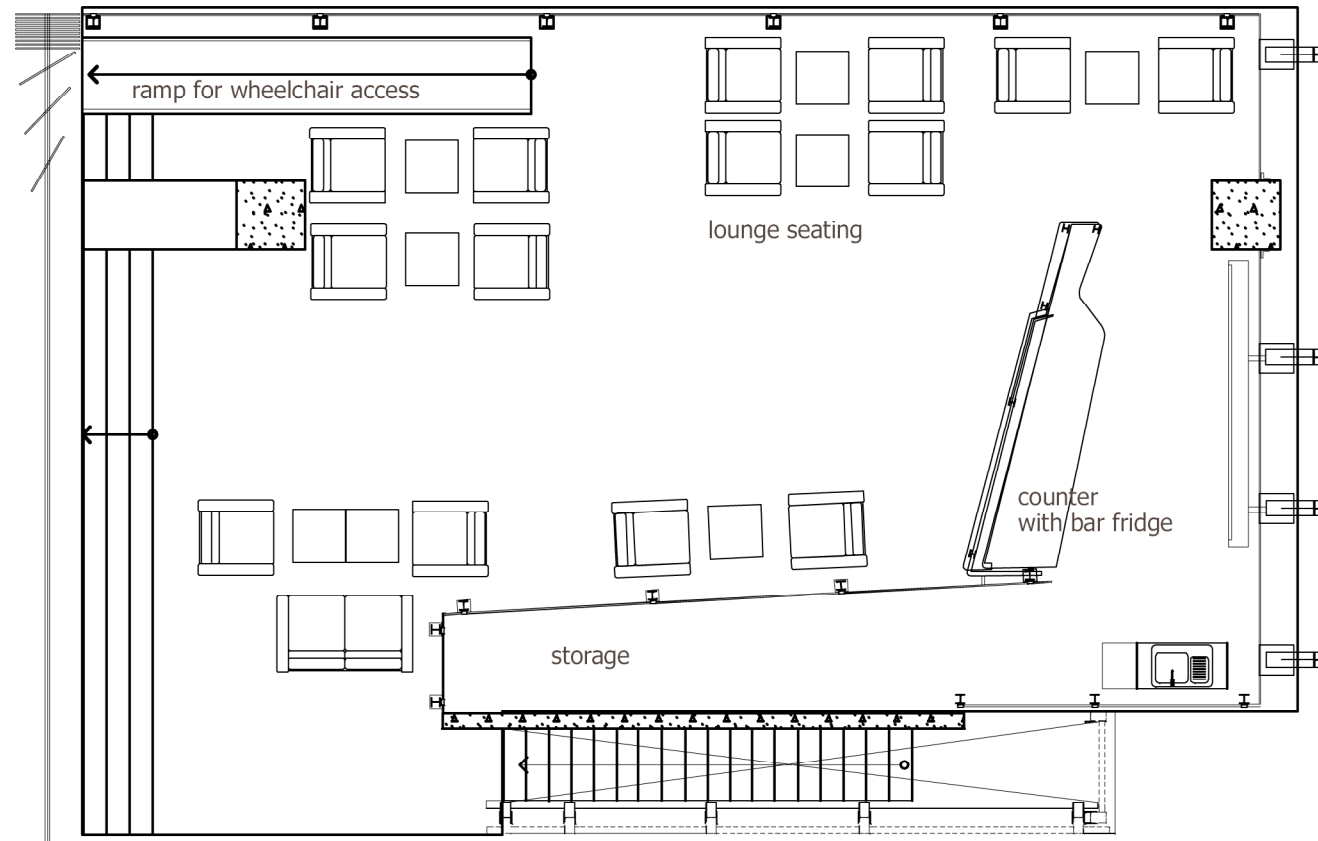 ramp for wheelchair access
lounge seating
counter
with bar fridge
storage